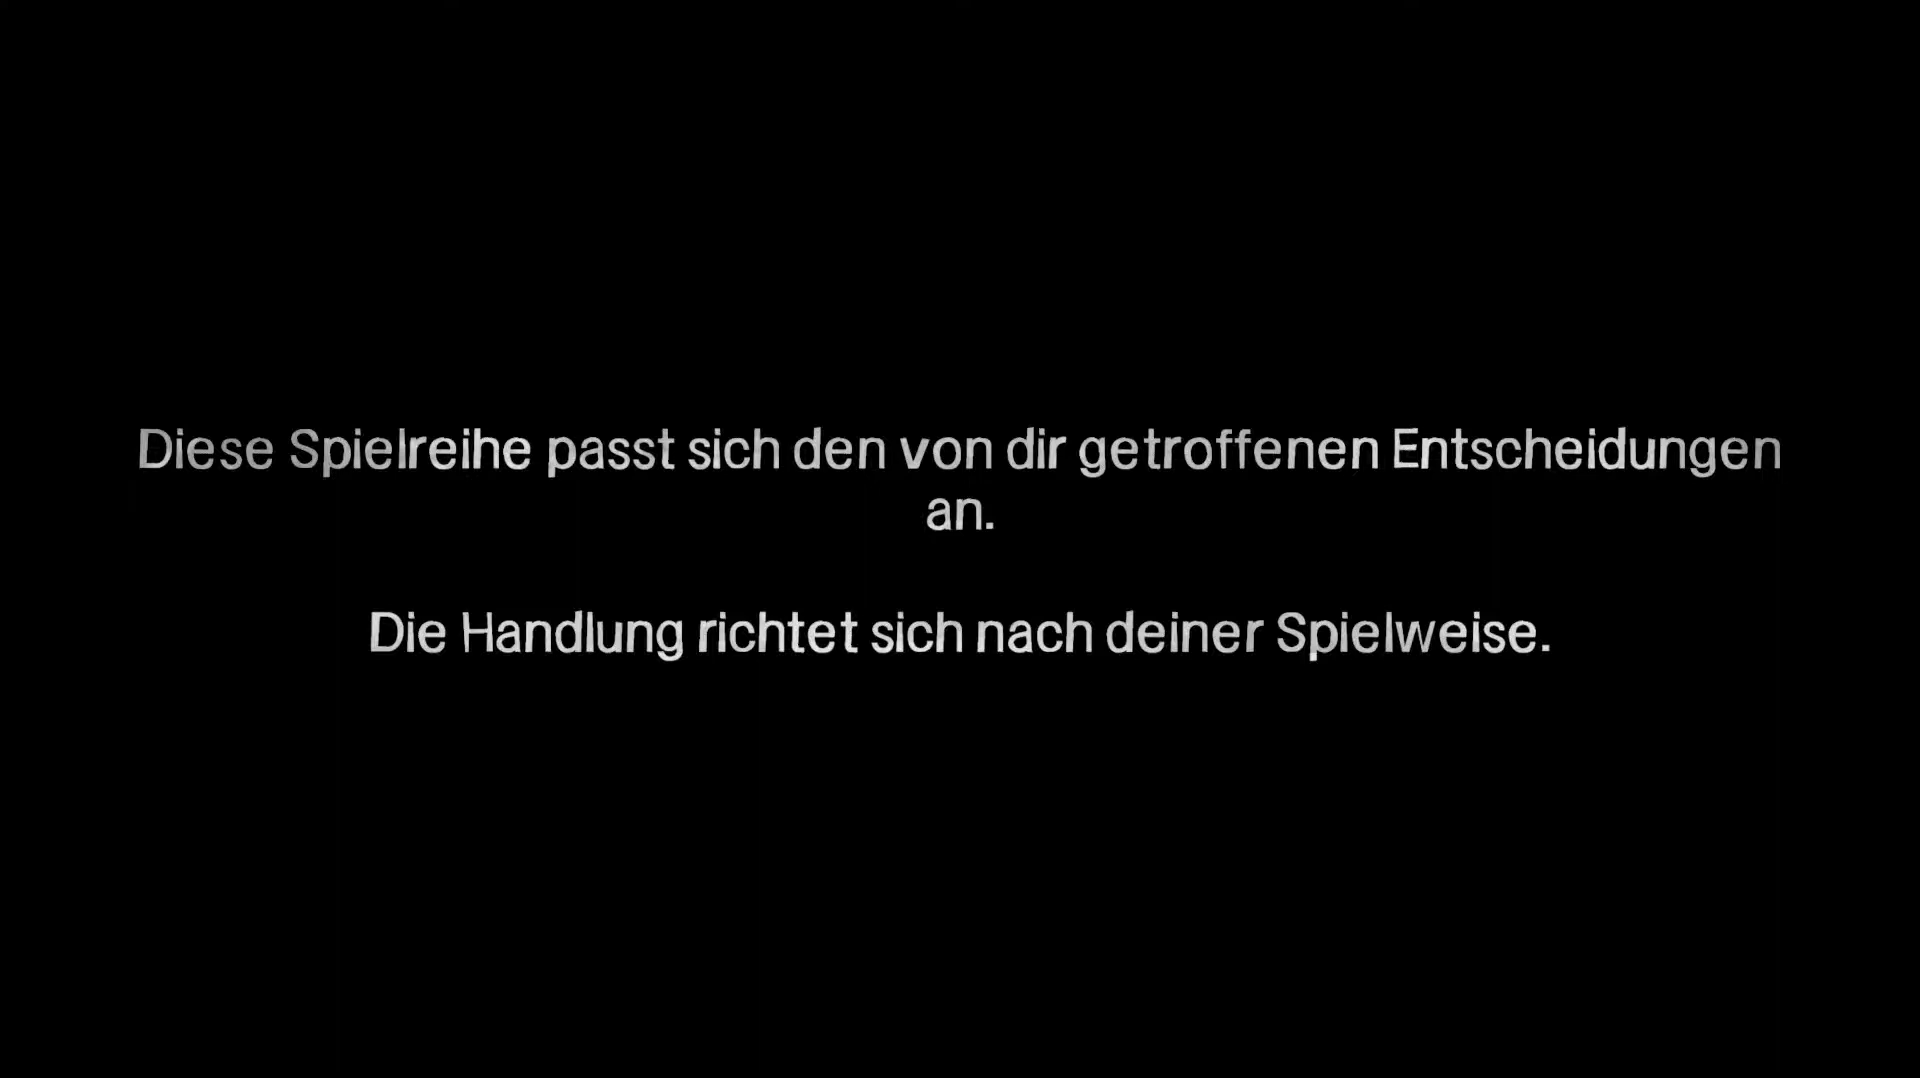 Diese Spielreihe passt sich den von dir getroffenen Entscheidungen
an.
Die Handlung richtet sich nach deiner Spielweise.